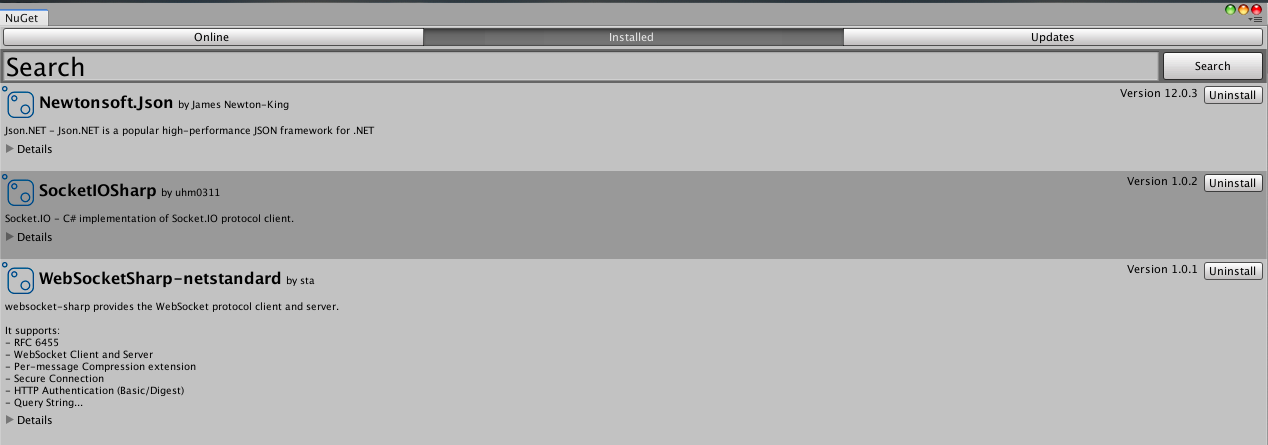 NuGet
Online Installed Updates
Search Search
Newtonsoft.Json by James Newton-King Version 12.0.3 Uninstall
Json.NET - Json.NET is a popular high-performance JSON framework for .NET
Details
SocketIOSharp by uhm0311 Version 1.0.2 Uninstall
Socket.IO - C# implementation of Socket.IO protocol client.
Details
WebSocketSharp-netstandard by sta Version 1.0.1 Uninstall
websocket-sharp provides the WebSocket protocol client and server.
It supports:
- RFC 6455
- WebSocket Client and Server
- Per-message Compression extension
- Secure Connection
- HTTP Authentication (Basic/Digest)
- Query String...
Details